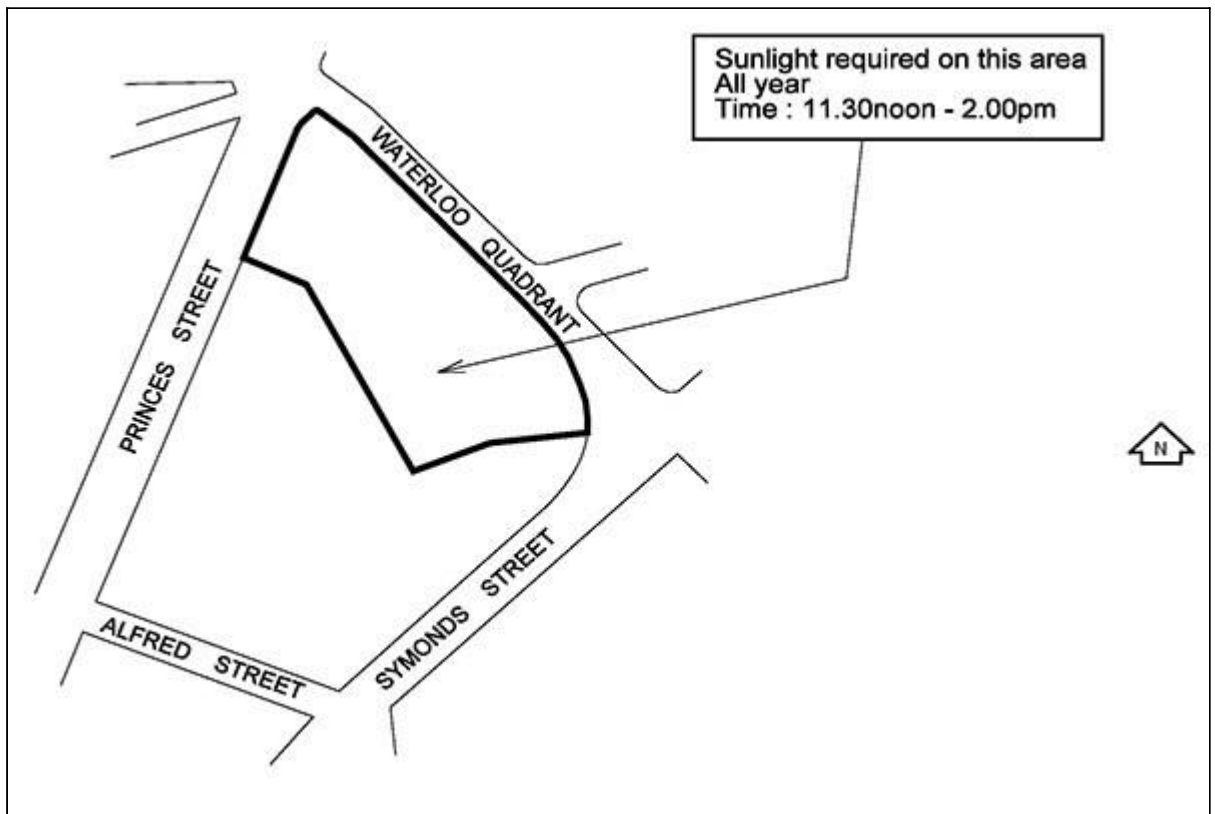 Sunlight required on this area
All year
Time : 11.30noon - 2.00pm
WATERLOO QUADRANT
PRINCES STREET
N
SYMONDS STREET
ALFRED STREET